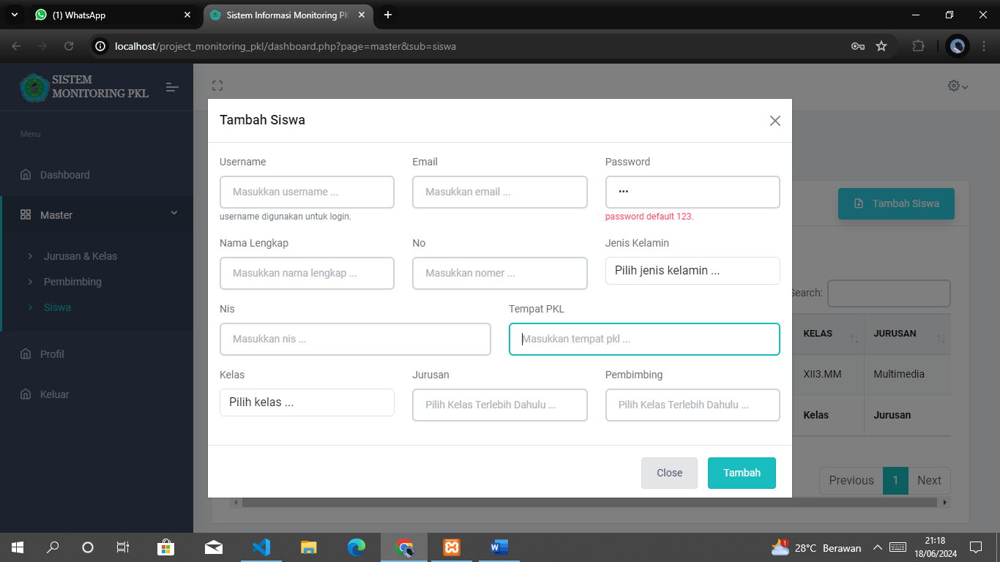 (1) WhatsApp
Sistem Informasi Monitoring PK
localhost/project_monitoring_pkl/dashboard.php?page=master&sub=siswa
SISTEM
MONITORING PKL
Menu
Dashboard
Master
Jurusan & Kelas
Pembimbing
Siswa
Profil
Keluar
Tambah Siswa
Username
Email
Password
Masukkan username ...
Masukkan email ...
•••
username digunakan untuk login.
password default 123.
Nama Lengkap
No
Jenis Kelamin
Masukkan nama lengkap ...
Masukkan nomer ...
Pilih jenis kelamin ...
Nis
Tempat PKL
Masukkan nis ...
Masukkan tempat pkl ...
Kelas
Jurusan
Pembimbing
Pilih kelas ...
Pilih Kelas Terlebih Dahulu ...
Pilih Kelas Terlebih Dahulu ...
Close
Tambah
Tambah Siswa
Search:
KELAS
JURUSAN
XII3.MM
Multimedia
Kelas
Jurusan
Previous
1
Next
1
28°C Berawan
21:18
18/06/2024